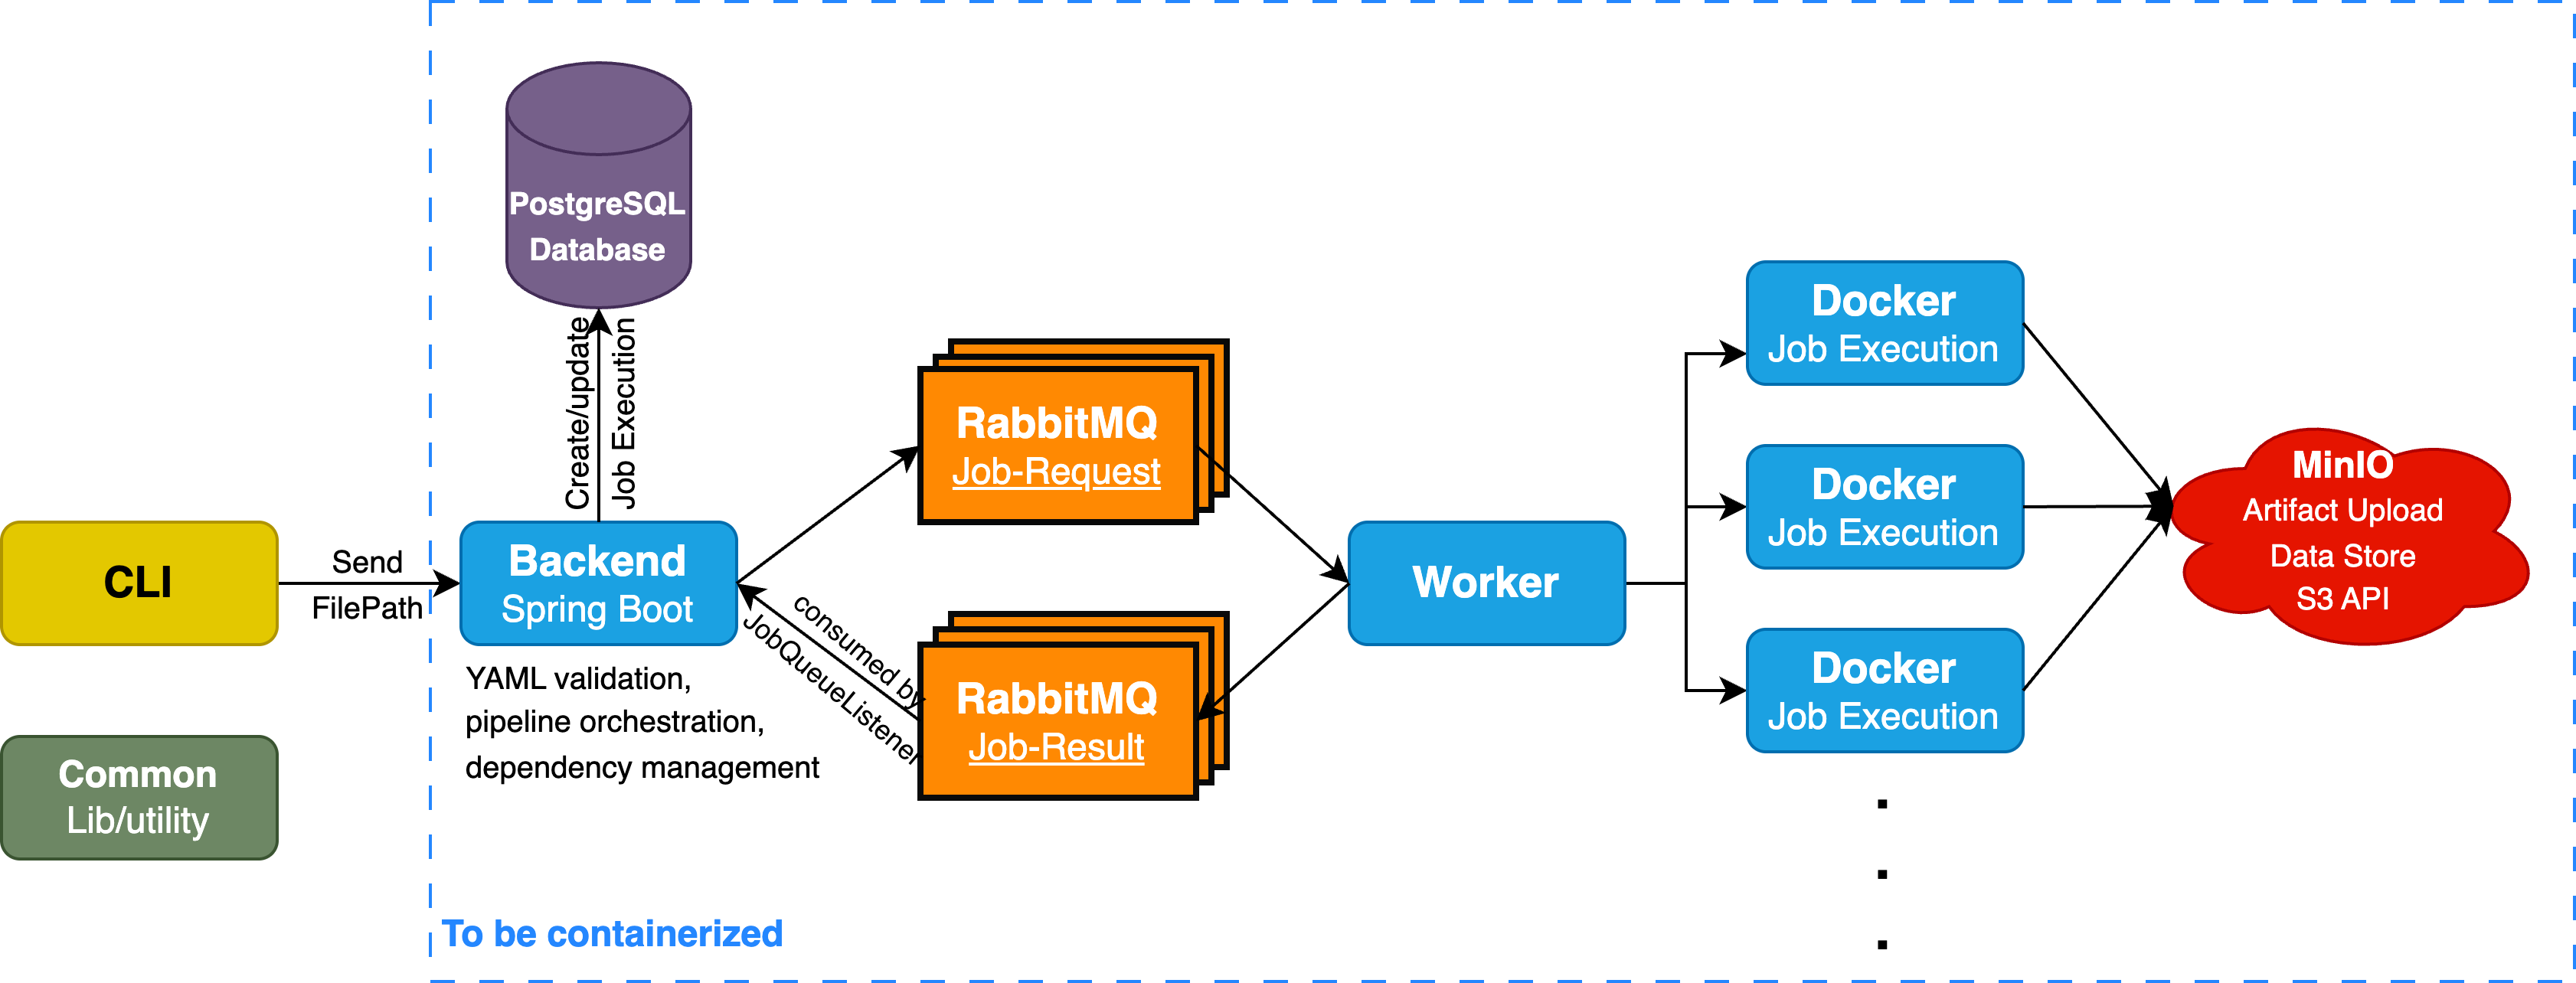 PostgreSQL
Database
Create/update
Job Execution
CLI
Send
FilePath
Backend
Spring Boot
YAML validation,
pipeline orchestration,
dependency management
Common
Lib/utility
RabbitMQ
Job-Request
consumed by
JobQueueListener
RabbitMQ
Job-Result
Worker
Docker
Job Execution
Docker
Job Execution
Docker
Job Execution
MinIO
Artifact Upload
Data Store
S3 API
To be containerized